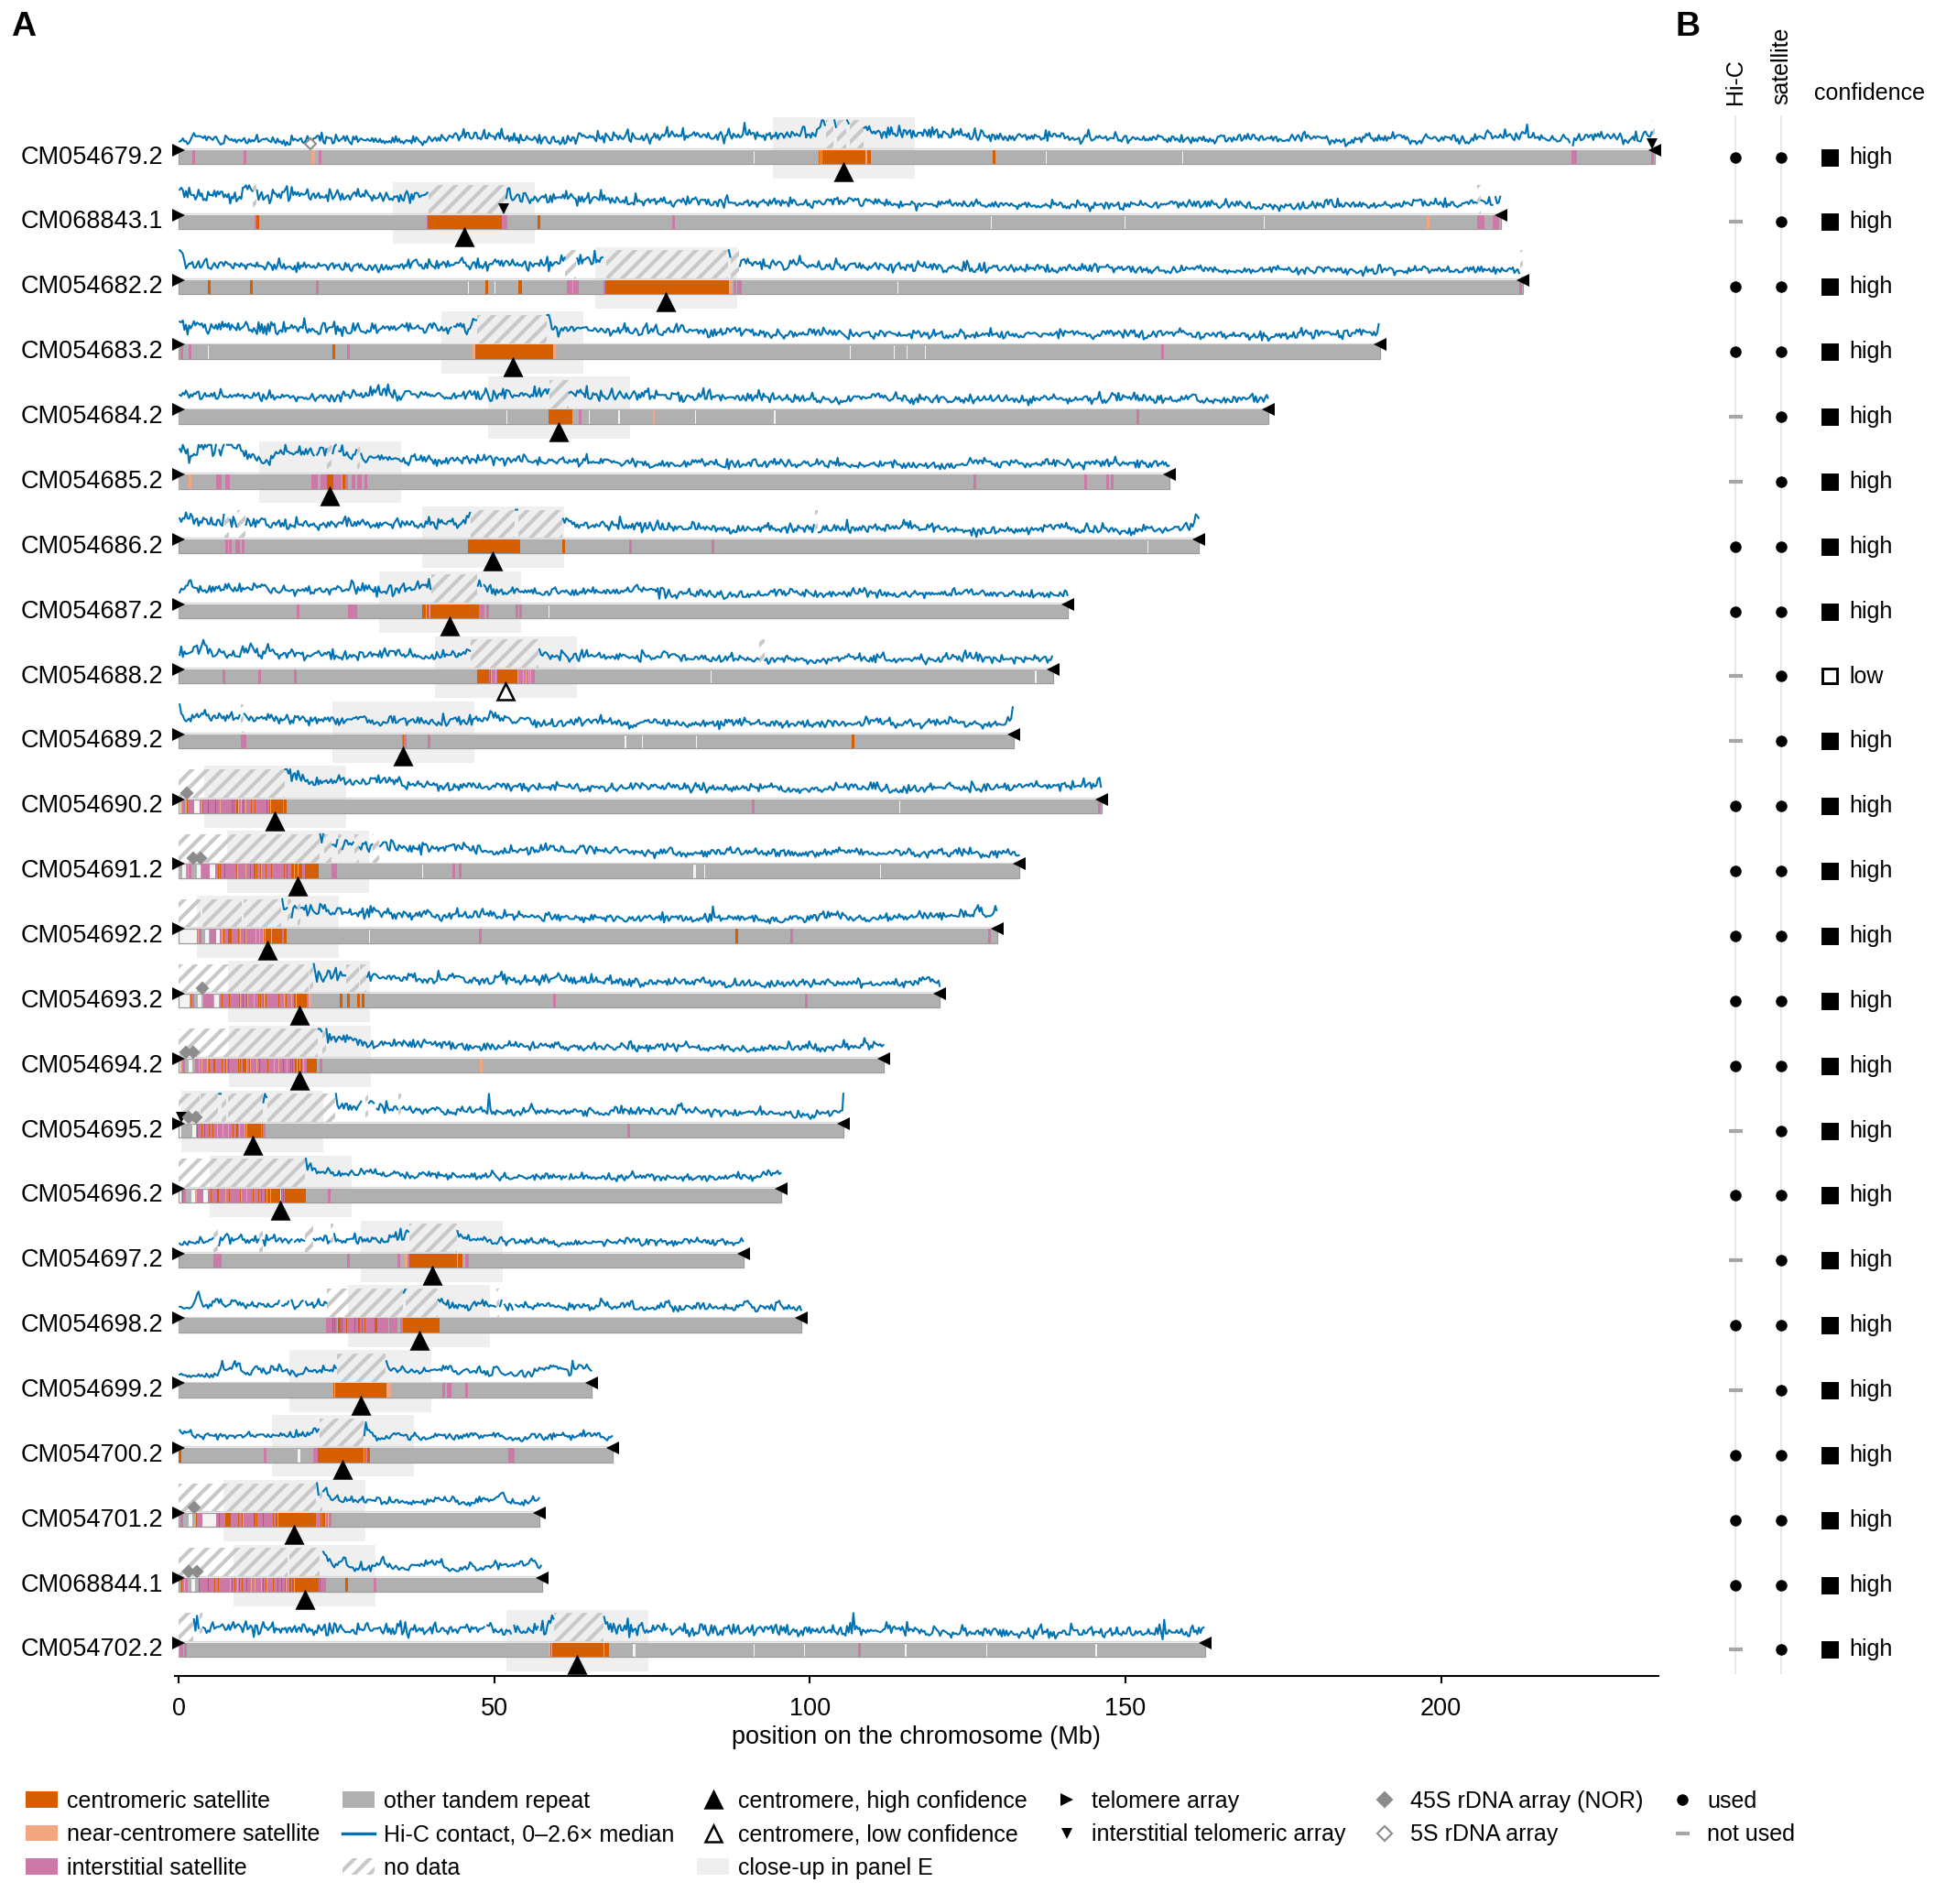 A
B
Hi-C
satellite
confidence
CM054679.2 high
CM068843.1 high
CM054682.2 high
CM054683.2 high
CM054684.2 high
CM054685.2 high
CM054686.2 high
CM054687.2 high
CM054688.2 low
CM054689.2 high
CM054690.2 high
CM054691.2 high
CM054692.2 high
CM054693.2 high
CM054694.2 high
CM054695.2 high
CM054696.2 high
CM054697.2 high
CM054698.2 high
CM054699.2 high
CM054700.2 high
CM054701.2 high
CM068844.1 high
CM054702.2 high
0 50 100 150 200
position on the chromosome (Mb)
centromeric satellite other tandem repeat centromere, high confidence telomere array 45S rDNA array (NOR) used
near-centromere satellite Hi-C contact, 0–2.6× median centromere, low confidence interstitial telomeric array 5S rDNA array not used
interstitial satellite no data close-up in panel E